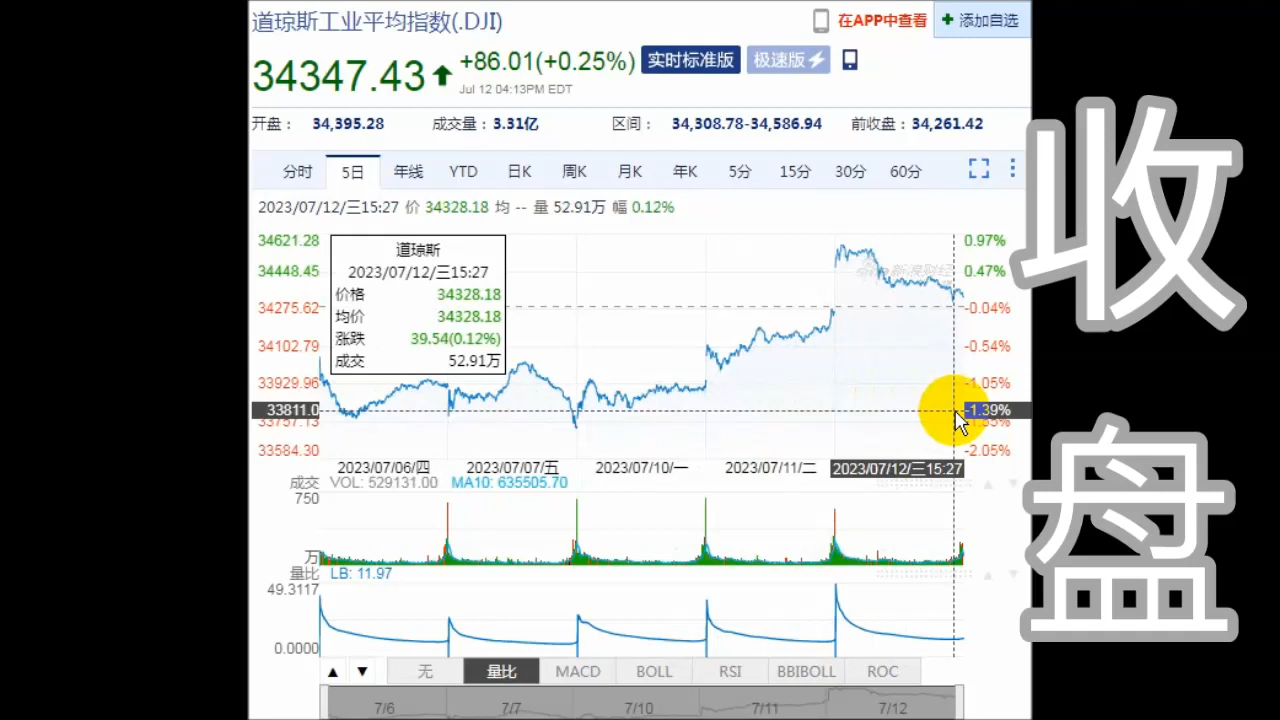 道琼斯工业平均指数(.DJI)
在APP中查看
添加自选
34347.43
+86.01(+0.25%)
实时标准版
极速版
Jul 12 04:13PM EDT
开盘： 34,395.28 成交量：3.31亿 区间： 34,308.78-34,586.94 前收盘：34,261.42
分时 5日 年线 YTD 日K 周K 月K 年K 5分 15分 30分 60分
2023/07/12/三15:27 价 34328.18 均 -- 量 52.91万 幅 0.12%
34621.28 0.97%
34448.45 0.47%
34275.62 -0.04%
34102.79 -0.54%
33929.96 -1.05%
33811.0 -1.39%
33757.13
33584.30 -2.05%
道琼斯
2023/07/12/三15:27
价格 34328.18
均价 34328.18
涨跌 39.54(0.12%)
成交 52.91万
新浪财经
2023/07/06/四 2023/07/07/五 2023/07/10/一 2023/07/11/二 2023/07/12/三15:27
成交 VOL: 529131.00 MA10: 635505.70
750
万
量比 LB: 11.97
49.3117
0.0000
无 量比 MACD BOLL RSI BBIBOLL ROC
7/6 7/7 7/10 7/11 7/12
收
盘